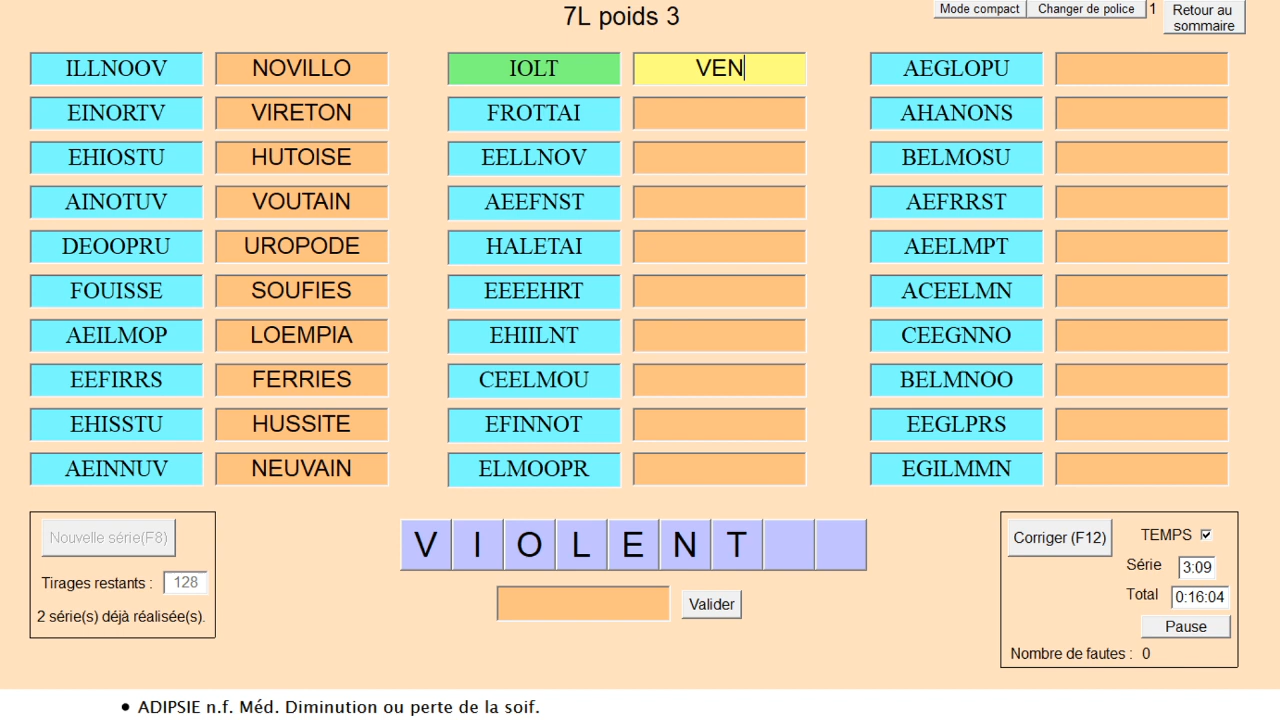 7L poids 3
Mode compact Changer de police 1 Retour au sommaire
ILLNOOV NOVILLO IOLT VEN AEGLOPU
EINORTV VIRETON FROTTAI AHANONS
EHIOSTU HUTOISE EELLNOV BELMOSU
AINOTUV VOUTAIN AEEFNST AEFRRST
DEOOPRU UROPODE HALETAI AEELMPT
FOUISSE SOUFIES EEEEHRT ACEELMN
AEILMOP LOEMPIA EHIILNT CEEGNNO
EEFIRRS FERRIES CEELMOU BELMNOO
EHISSTU HUSSITE EFINNOT EEGLPRS
AEINNUV NEUVAIN ELMOOPR EGILMMN
Nouvelle série(F8)
Tirages restants : 128
2 série(s) déjà réalisée(s).
V I O L E N T
Valider
Corriger (F12) TEMPS
Série 3:09
Total 0:16:04
Pause
Nombre de fautes : 0
• ADIPSIE n.f. Méd. Diminution ou perte de la soif.